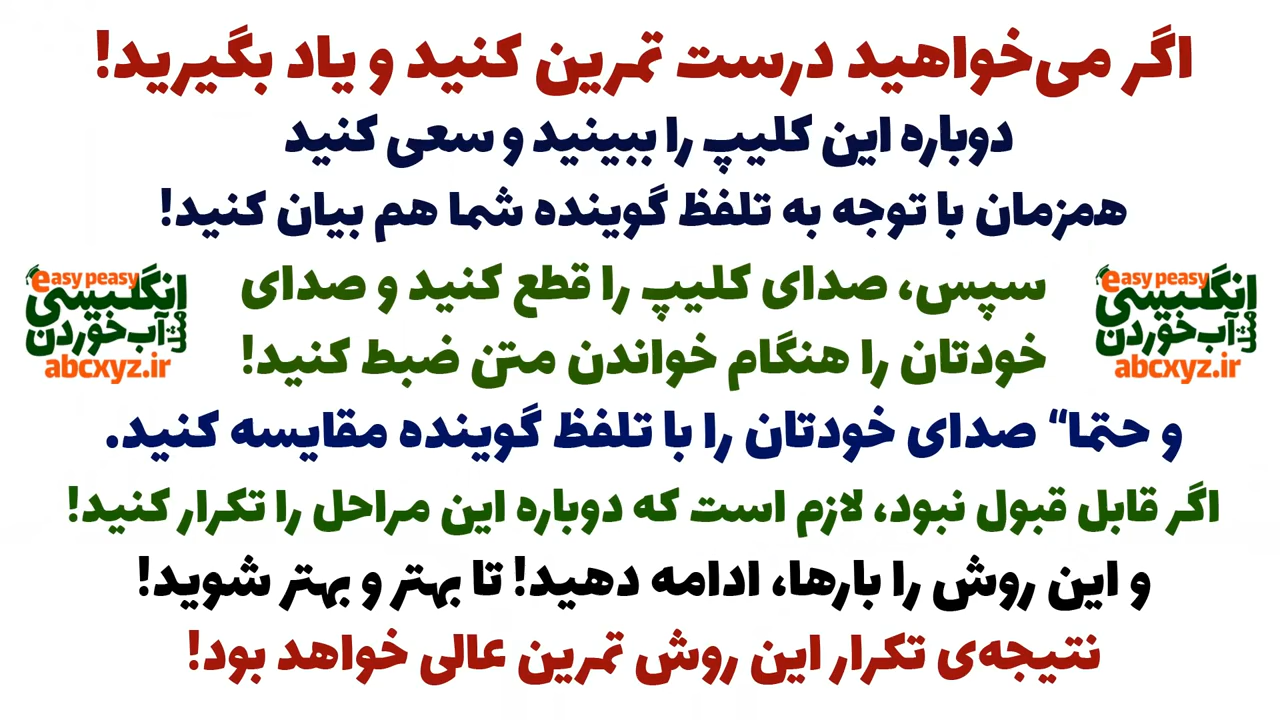 اگر می‌خواهید درست تمرین کنید و یاد بگیرید!
دوباره این کلیپ را ببینید و سعی کنید
همزمان با توجه به تلفظ گوینده شما هم بیان کنید!
easy peasy
انگلیسی
مثل آب خوردن
abcxyz.ir
سپس، صدای کلیپ را قطع کنید و صدای
خودتان را هنگام خواندن متن ضبط کنید!
easy peasy
انگلیسی
مثل آب خوردن
abcxyz.ir
و حتما“ صدای خودتان را با تلفظ گوینده مقایسه کنید.
اگر قابل قبول نبود، لازم است که دوباره این مراحل را تکرار کنید!
و این روش را بارها، ادامه دهید! تا بهتر و بهتر شوید!
نتیجه‌ی تکرار این روش تمرین عالی خواهد بود!